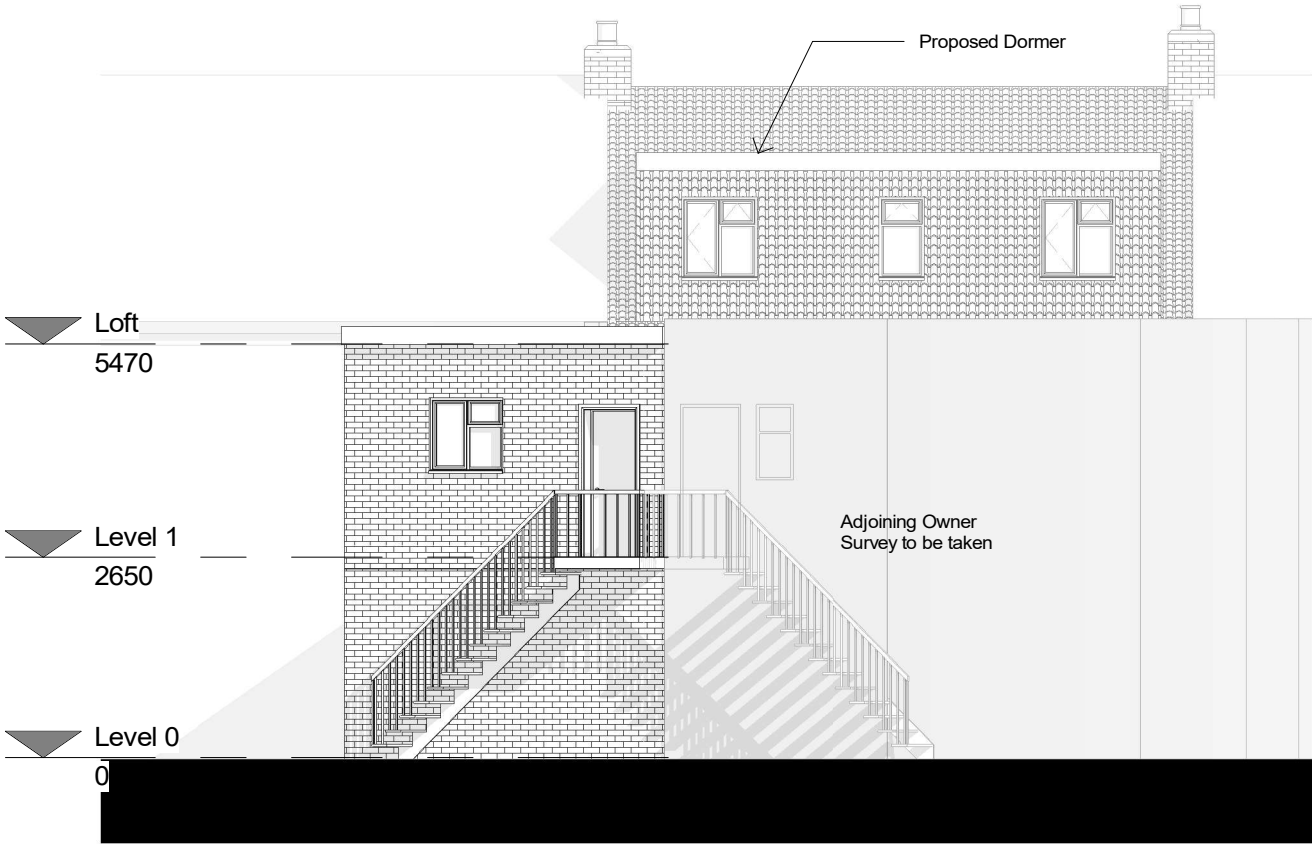 Proposed Dormer
Loft
5470
Level 1
2650
Adjoining Owner
Survey to be taken
Level 0
0